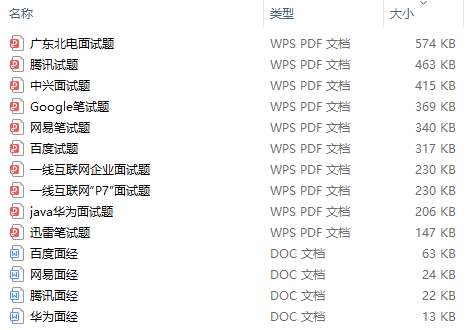 名称 类型 大小
广东北电面试题 WPS PDF 文档 574 KB
腾讯试题 WPS PDF 文档 463 KB
中兴面试题 WPS PDF 文档 415 KB
Google笔试题 WPS PDF 文档 369 KB
网易笔试题 WPS PDF 文档 340 KB
百度试题 WPS PDF 文档 317 KB
一线互联网企业面试题 WPS PDF 文档 230 KB
一线互联网“P7”面试题 WPS PDF 文档 230 KB
java华为面试题 WPS PDF 文档 206 KB
迅雷笔试题 WPS PDF 文档 147 KB
百度面经 DOC 文档 63 KB
网易面经 DOC 文档 24 KB
腾讯面经 DOC 文档 22 KB
华为面经 DOC 文档 13 KB